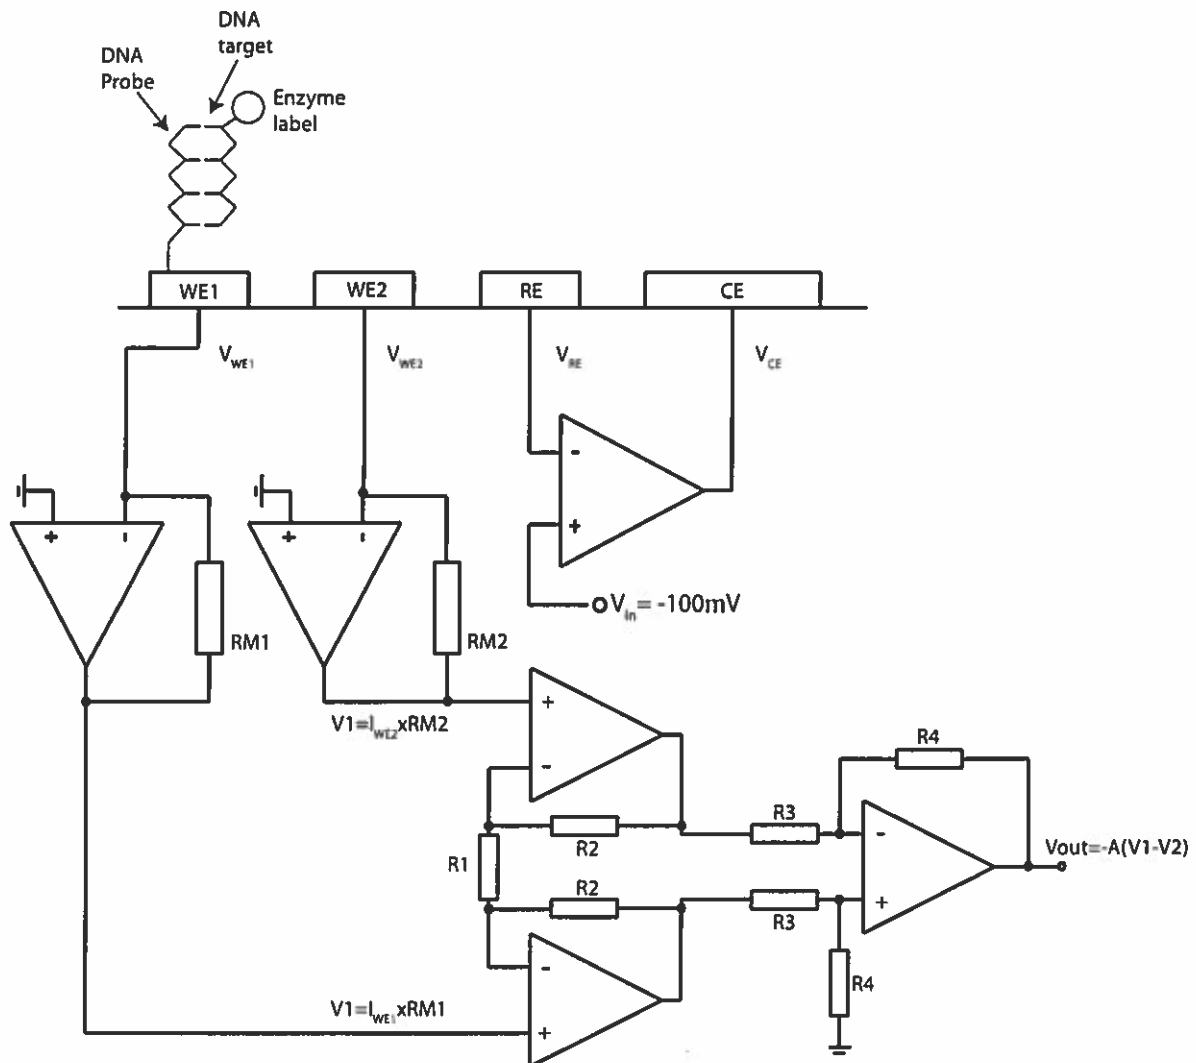 DNA
target
DNA
Probe
Enzyme
label
WE1
WE2
RE
CE
V_WE1
V_WE2
V_RE
V_CE
+
-
+
-
-
+
RM1
RM2
V_in= -100mV
V1=I_WE2xRM2
+
-
R4
R3
R2
R1
R2
R3
-
+
Vout=-A(V1-V2)
R4
-
V1=I_WE1xRM1
+